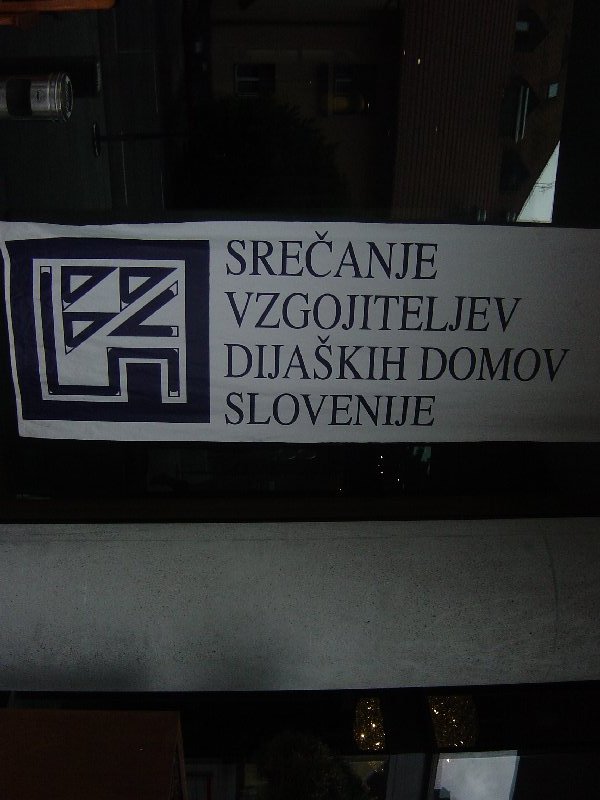 SREČANJE
VZGOJITELJEV
DIJAŠKIH DOMOV
SLOVENIJE